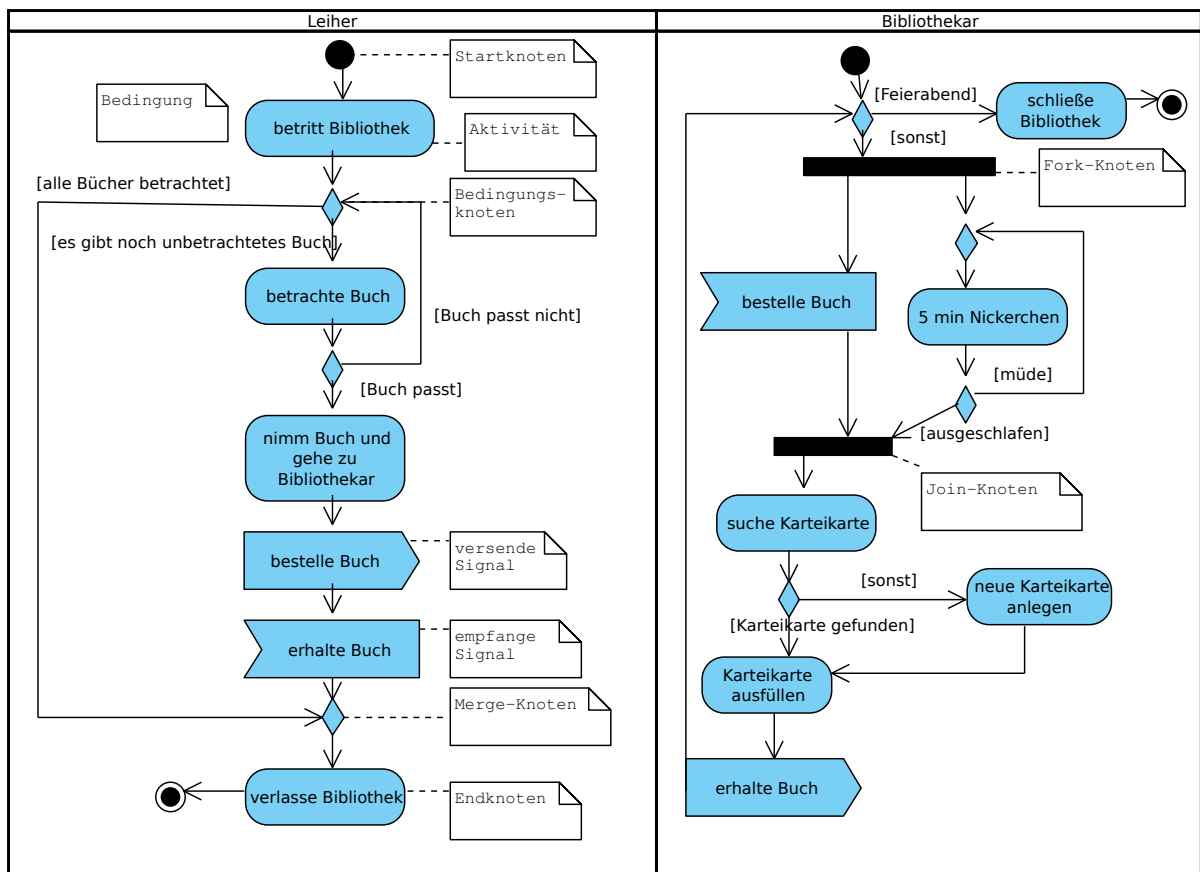 Leiher
Startknoten
Bedingung
betritt Bibliothek
Aktivität
[alle Bücher betrachtet]
Bedingungs-
knoten
[es gibt noch unbetrachtetes Buch]
betrachte Buch
[Buch passt nicht]
[Buch passt]
nimm Buch und
gehe zu
Bibliothekar
bestelle Buch
versende
Signal
erhalte Buch
empfange
Signal
Merge-Knoten
verlasse Bibliothek
Endknoten
Bibliothekar
[Feierabend]
schließe
Bibliothek
[sonst]
Fork-Knoten
bestelle Buch
5 min Nickerchen
[müde]
[ausgeschlafen]
Join-Knoten
suche Karteikarte
[sonst]
neue Karteikarte
anlegen
[Karteikarte gefunden]
Karteikarte
ausfüllen
erhalte Buch